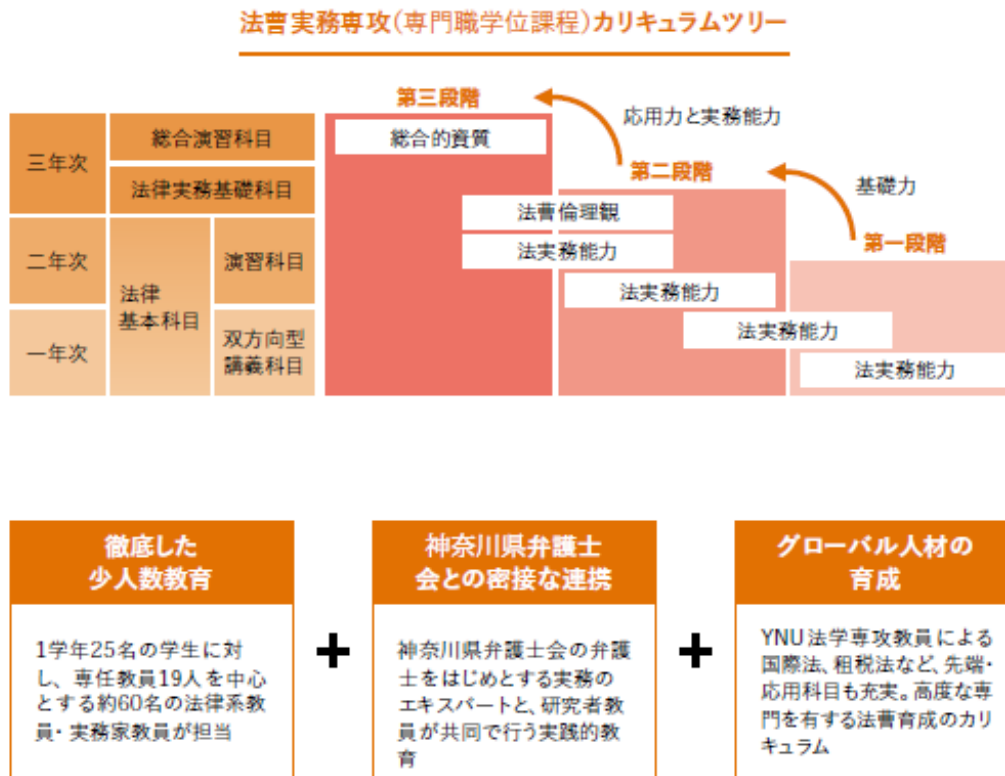 法曹実務専攻(専門職学位課程)カリキュラムツリー
第三段階
応用力と実務能力
三年次
総合演習科目
総合的資質
法律実務基礎科目
第二段階
基礎力
法曹倫理観
二年次
演習科目
法実務能力
第一段階
法律
基本科目
法実務能力
一年次
双方向型
講義科目
法実務能力
法実務能力
徹底した
少人数教育
1学年25名の学生に対
し、専任教員19人を中心
とする約60名の法律系教
員・実務家教員が担当
+
神奈川県弁護士
会との密接な連携
神奈川県弁護士会の弁護
士をはじめとする実務の
エキスパートと、研究者教員
が共同で行う実践的教
育
+
グローバル人材の
育成
YNU法学専攻教員による
国際法、租税法など、先端・
応用科目も充実。高度な専
門を有する法曹育成のカリ
キュラム